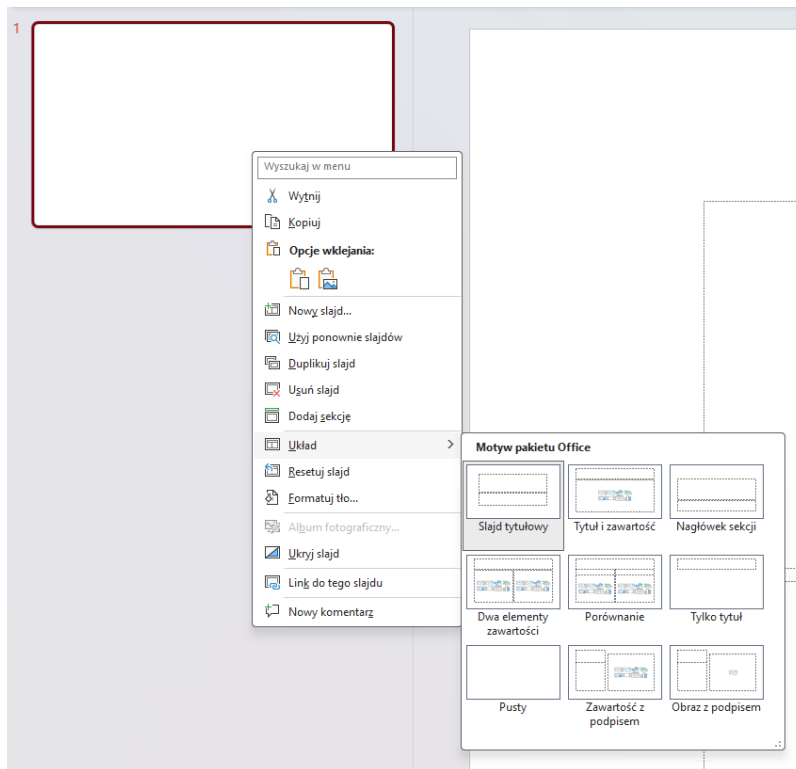 1
Wyszukaj w menu
Wytnij
Kopiuj
Opcje wklejania:
Nowy slajd...
Użyj ponownie slajdów
Duplikuj slajd
Usuń slajd
Dodaj sekcję
Układ
Resetuj slajd
Formatuj tło...
Album fotograficzny...
Ukryj slajd
Link do tego slajdu
Nowy komentarz
Motyw pakietu Office
Slajd tytułowy
Tytuł i zawartość
Nagłówek sekcji
Dwa elementy
zawartości
Porównanie
Tylko tytuł
Pusty
Zawartość z
podpisem
Obraz z podpisem